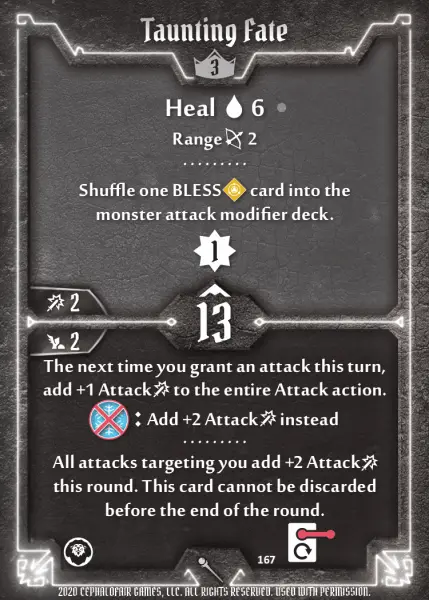 Taunting Fate
3
Heal 6
Range 2
Shuffle one BLESS card into the
monster attack modifier deck.
1
2
13
2
The next time you grant an attack this turn,
add +1 Attack to the entire Attack action.
: Add +2 Attack instead
All attacks targeting you add +2 Attack
this round. This card cannot be discarded
before the end of the round.
167
2020 CEPHALOFAIR GAMES, LLC. ALL RIGHTS RESERVED. USED WITH PERMISSION.